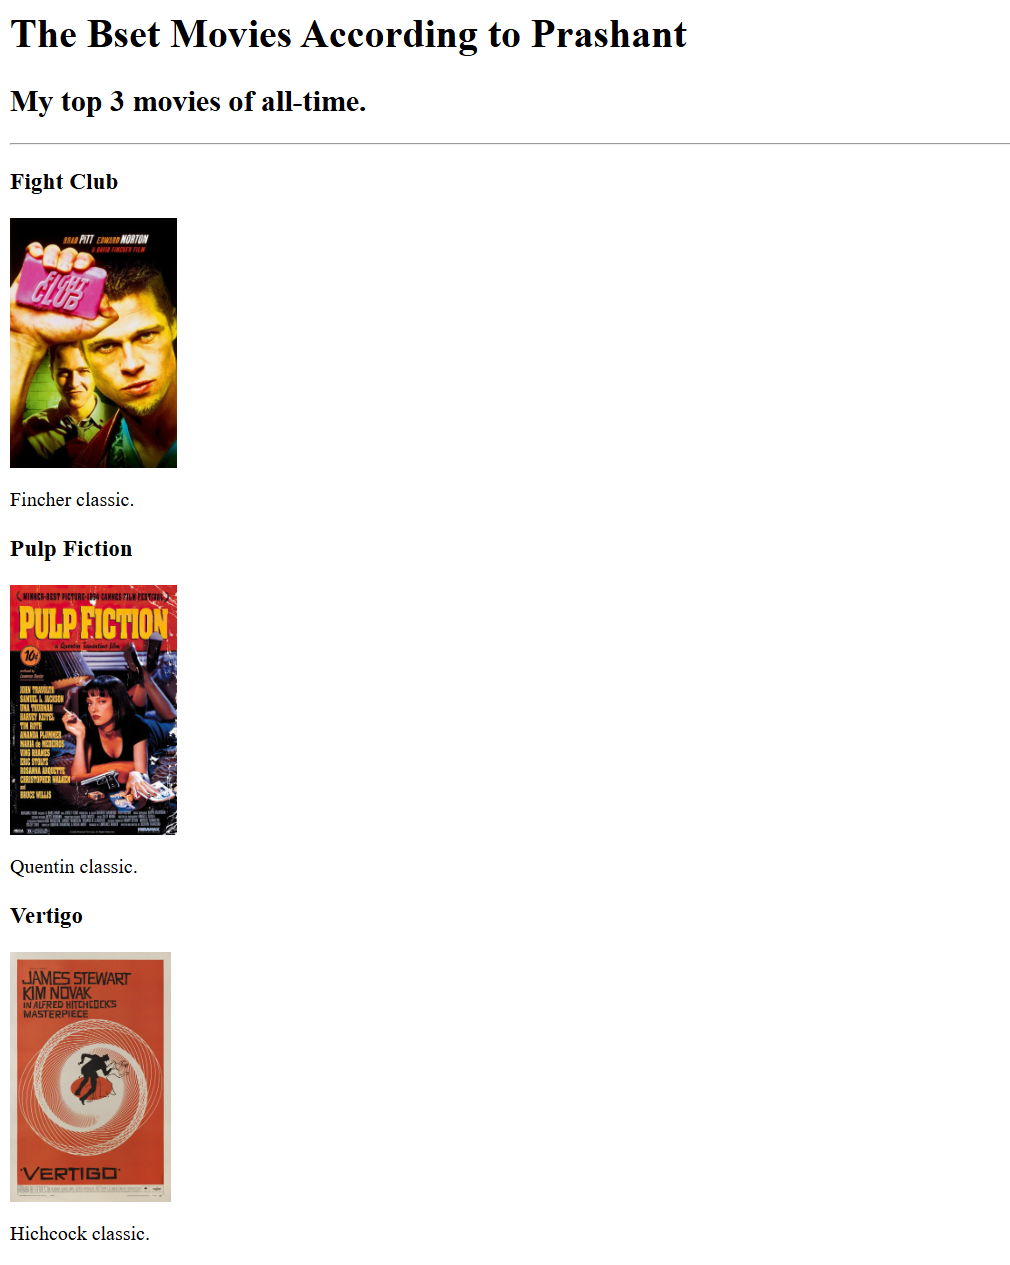 The Bset Movies According to Prashant
My top 3 movies of all-time.
Fight Club
BRAD PITT EDWARD NORTON
A DAVID FINCHER FILM
FIGHT
CLUB
Fincher classic.
Pulp Fiction
WINNER-BEST PICTURE-1994 CANNES FILM FESTIVAL
PULP FICTION
a Quentin Tarantino film
10¢
JOHN TRAVOLTA
SAMUEL L. JACKSON
UMA THURMAN
HARVEY KEITEL
TIM ROTH
AMANDA PLUMMER
MARIA de MEDEIROS
VING RHAMES
ERIC STOLTZ
ROSANNA ARQUETTE
CHRISTOPHER WALKEN
and
BRUCE WILLIS
MIRAMAX
Quentin classic.
Vertigo
JAMES STEWART
KIM NOVAK
IN ALFRED HITCHCOCK'S
MASTERPIECE
'VERTIGO'
Hichcock classic.